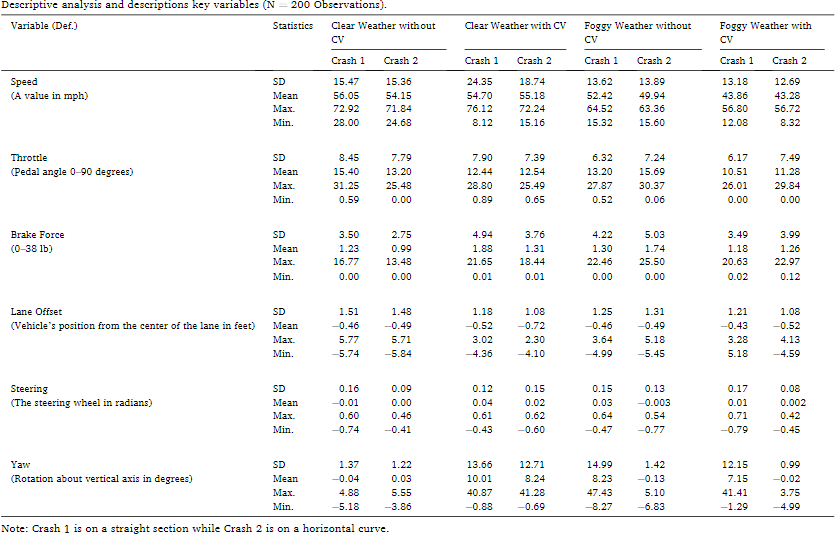 Descriptive analysis and descriptions key variables (N = 200 Observations).
Variable (Def.) Statistics Clear Weather without CV Clear Weather with CV Foggy Weather without CV Foggy Weather with CV
Crash 1 Crash 2 Crash 1 Crash 2 Crash 1 Crash 2 Crash 1 Crash 2
Speed SD 15.47 15.36 24.35 18.74 13.62 13.89 13.18 12.69
(A value in mph) Mean 56.05 54.15 54.70 55.18 52.42 49.94 43.86 43.28
Max. 72.92 71.84 76.12 72.24 64.52 63.36 56.80 56.72
Min. 28.00 24.68 8.12 15.16 15.32 15.60 12.08 8.32
Throttle SD 8.45 7.79 7.90 7.39 6.32 7.24 6.17 7.49
(Pedal angle 0–90 degrees) Mean 15.40 13.20 12.44 12.54 13.20 15.69 10.51 11.28
Max. 31.25 25.48 28.80 25.49 27.87 30.37 26.01 29.84
Min. 0.59 0.00 0.89 0.65 0.52 0.06 0.00 0.00
Brake Force SD 3.50 2.75 4.94 3.76 4.22 5.03 3.49 3.99
(0–38 lb) Mean 1.23 0.99 1.88 1.31 1.30 1.74 1.18 1.26
Max. 16.77 13.48 21.65 18.44 22.46 25.50 20.63 22.97
Min. 0.00 0.00 0.01 0.01 0.00 0.00 0.02 0.12
Lane Offset SD 1.51 1.48 1.18 1.08 1.25 1.31 1.21 1.08
(Vehicle's position from the center of the lane in feet) Mean −0.46 −0.49 −0.52 −0.72 −0.46 −0.49 −0.43 −0.52
Max. 5.77 5.71 3.02 2.30 3.64 5.18 3.28 4.13
Min. −5.74 −5.84 −4.36 −4.10 −4.99 −5.45 5.18 −4.59
Steering SD 0.16 0.09 0.12 0.15 0.15 0.13 0.17 0.08
(The steering wheel in radians) Mean −0.01 0.00 0.04 0.02 0.03 −0.003 0.01 0.002
Max. 0.60 0.46 0.61 0.62 0.64 0.54 0.71 0.42
Min. −0.74 −0.41 −0.43 −0.60 −0.47 −0.77 −0.79 −0.45
Yaw SD 1.37 1.22 13.66 12.71 14.99 1.42 12.15 0.99
(Rotation about vertical axis in degrees) Mean −0.04 0.03 10.01 8.24 8.23 −0.13 7.15 −0.02
Max. 4.88 5.55 40.87 41.28 47.43 5.10 41.41 3.75
Min. −5.18 −3.86 −0.88 −0.69 −8.27 −6.83 −1.29 −4.99
Note: Crash 1 is on a straight section while Crash 2 is on a horizontal curve.